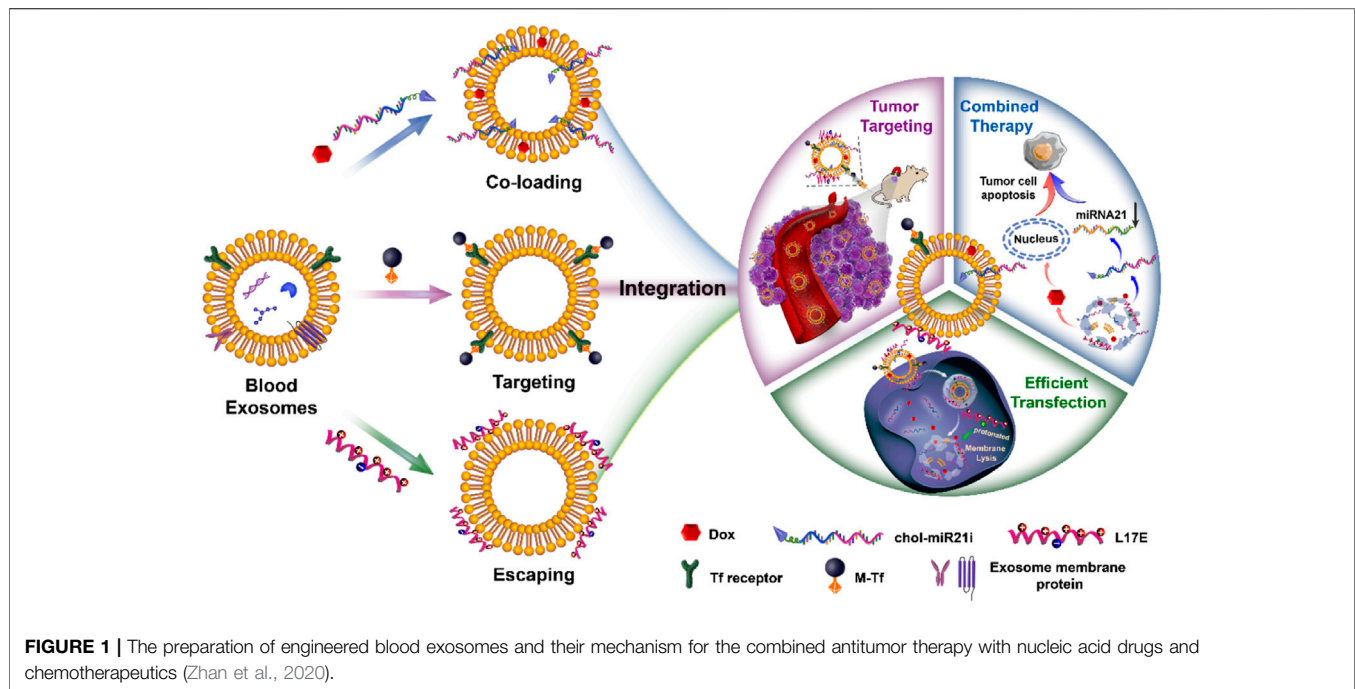 Co-loading
Blood
Exosomes
Targeting
Escaping
Integration
Tumor
Targeting
Combined
Therapy
Tumor cell
apoptosis
miRNA21
Nucleus
Efficient
Transfection
protonated
Membrane
Lysis
Dox
chol-miR21i
L17E
Tf receptor
M-Tf
Exosome membrane
protein
FIGURE 1 | The preparation of engineered blood exosomes and their mechanism for the combined antitumor therapy with nucleic acid drugs and
chemotherapeutics (Zhan et al., 2020).